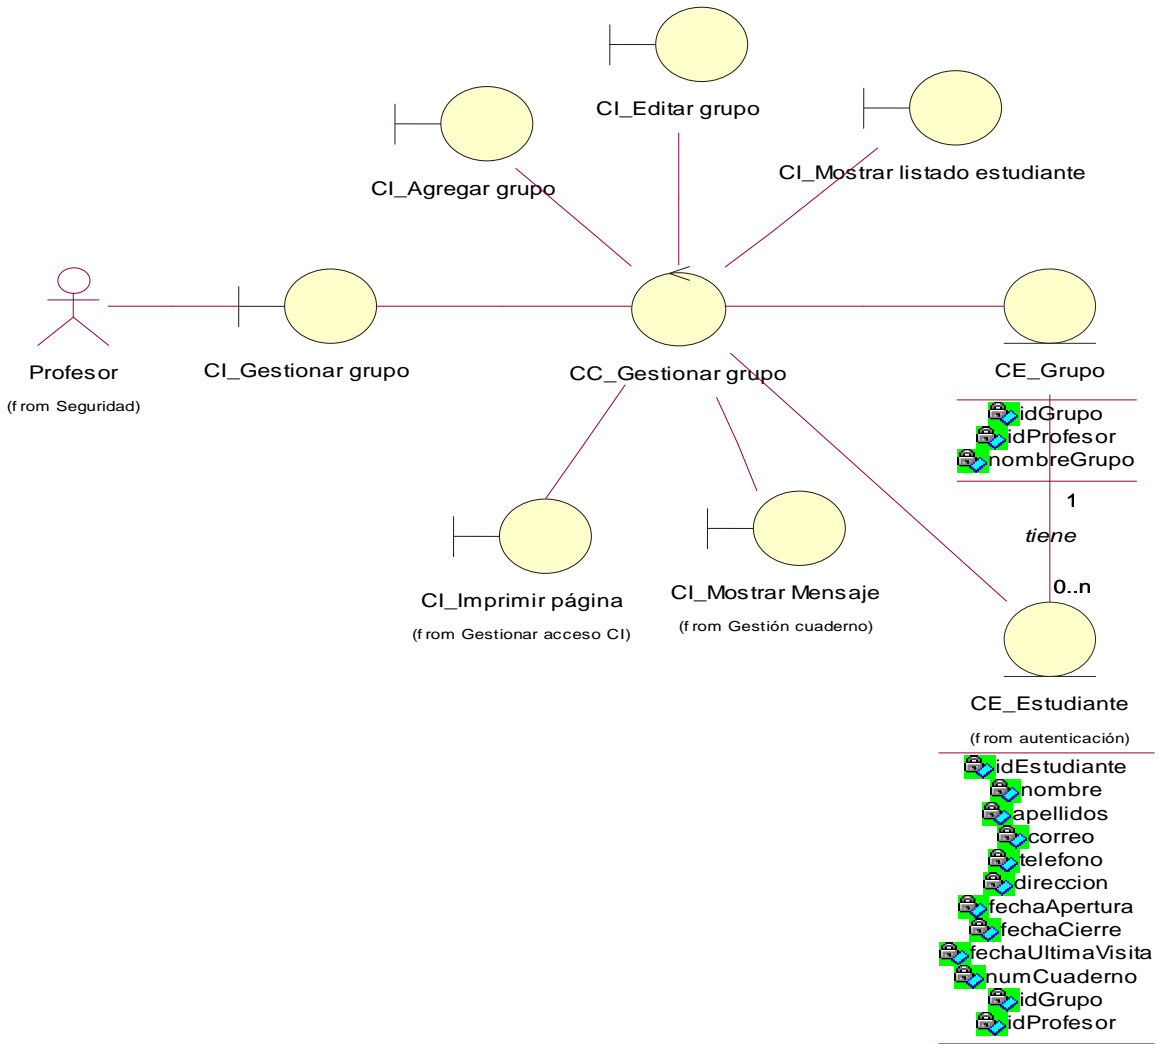 CI_Editar grupo
CI_Agregar grupo
CI_Mostrar listado estudiante
Profesor
(from Seguridad)
CI_Gestionar grupo
CC_Gestionar grupo
CE_Grupo
idGrupo
idProfesor
nombreGrupo
1
tiene
0..n
CI_Imprimir página
(from Gestionar acceso CI)
CI_Mostrar Mensaje
(from Gestión cuaderno)
CE_Estudiante
(from autenticación)
idEstudiante
nombre
apellidos
correo
telefono
direccion
fechaApertura
fechaCierre
fechaUltimaVisita
numCuaderno
idGrupo
idProfesor